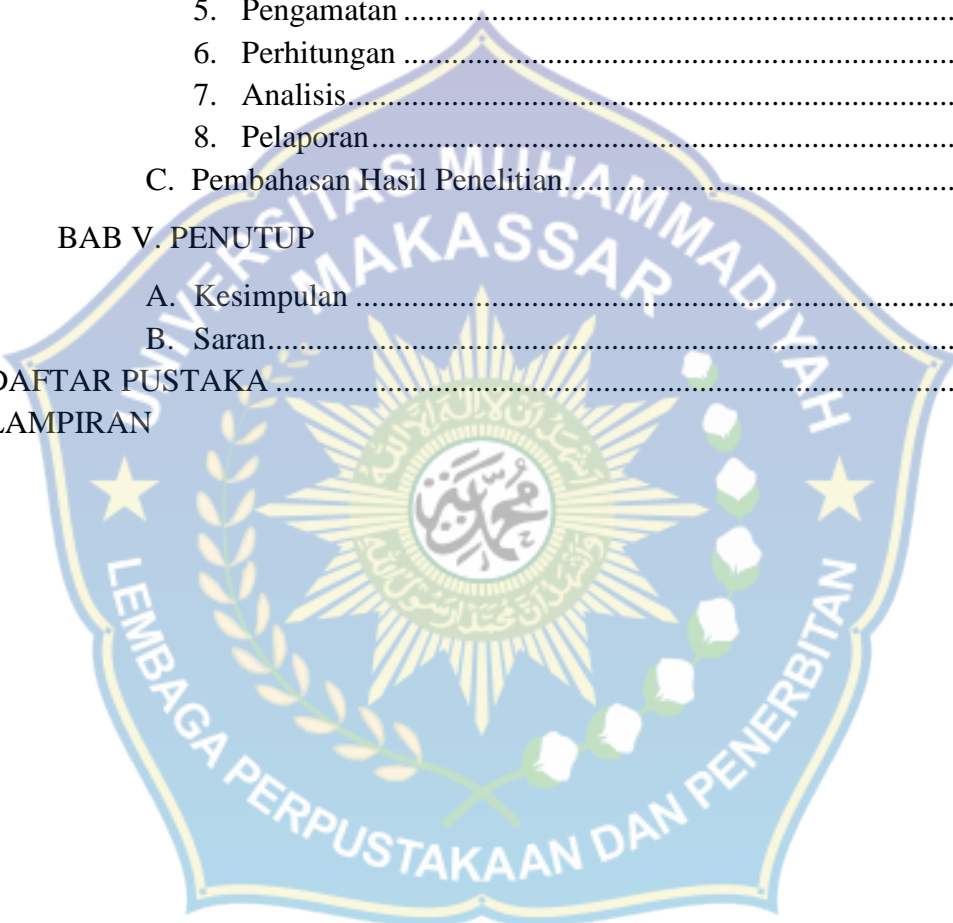 5. Pengamatan ........................................................................
6. Perhitungan ........................................................................
7. Analisis..............................................................................
8. Pelaporan...........................................................................
C. Pembahasan Hasil Penelitian..................................................
BAB V. PENUTUP
A. Kesimpulan ...........................................................................
B. Saran.......................................................................................
DAFTAR PUSTAKA .......................................................................................
LAMPIRAN
UNIVERSITAS MUHAMMADIYAH
MAKASSAR
LEMBAGA PERPUSTAKAAN DAN PENERBITAN